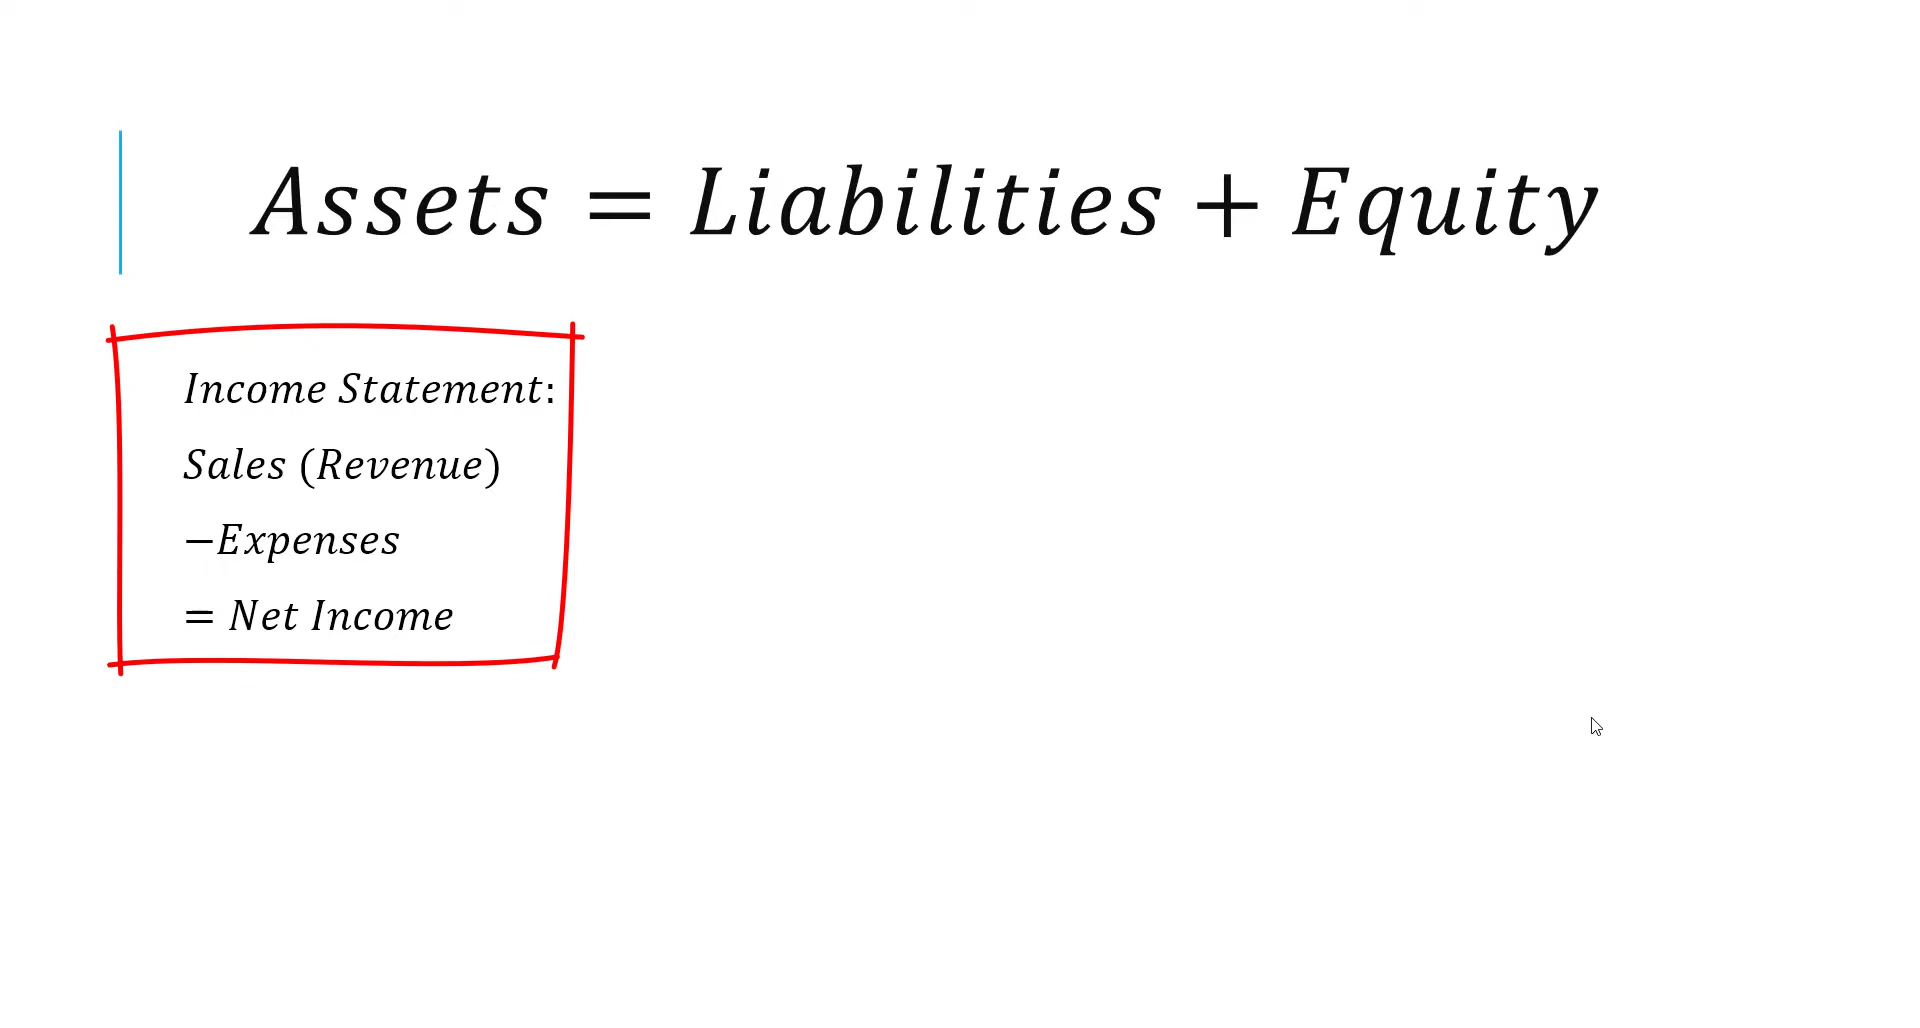 Assets = Liabilities + Equity
Income Statement:
Sales (Revenue)
−Expenses
= Net Income